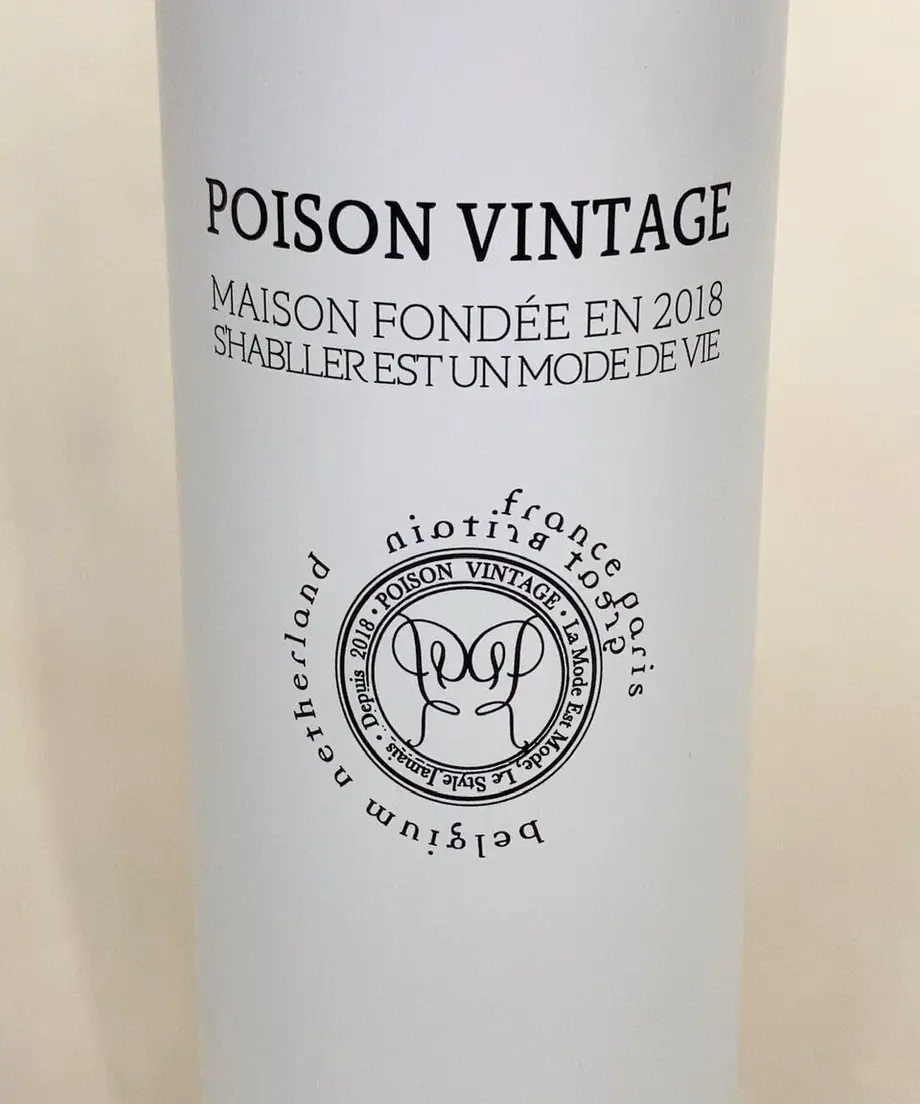 POISON VINTAGE
MAISON FONDÉE EN 2018
S'HABLLER EST UN MODE DE VIE
france paris
great Britain
belgium netherland
POISON VINTAGE • La Mode Est Mode, Le Style Jamais • Depuis 2018 •